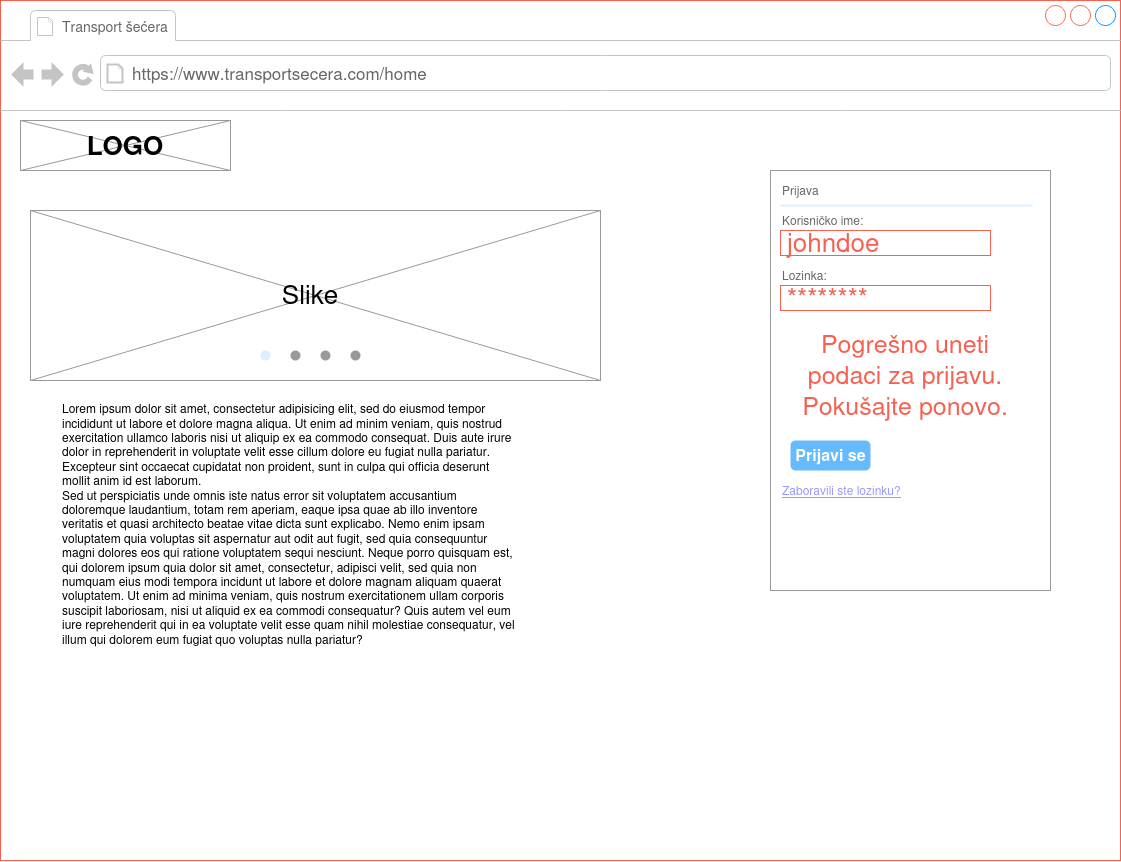 Transport šećera
https://www.transportsecera.com/home
LOGO
Slike
Lorem ipsum dolor sit amet, consectetur adipisicing elit, sed do eiusmod tempor
incididunt ut labore et dolore magna aliqua. Ut enim ad minim veniam, quis nostrud
exercitation ullamco laboris nisi ut aliquip ex ea commodo consequat. Duis aute irure
dolor in reprehenderit in voluptate velit esse cillum dolore eu fugiat nulla pariatur.
Excepteur sint occaecat cupidatat non proident, sunt in culpa qui officia deserunt
mollit anim id est laborum.
Sed ut perspiciatis unde omnis iste natus error sit voluptatem accusantium
doloremque laudantium, totam rem aperiam, eaque ipsa quae ab illo inventore
veritatis et quasi architecto beatae vitae dicta sunt explicabo. Nemo enim ipsam
voluptatem quia voluptas sit aspernatur aut odit aut fugit, sed quia consequuntur
magni dolores eos qui ratione voluptatem sequi nesciunt. Neque porro quisquam est,
qui dolorem ipsum quia dolor sit amet, consectetur, adipisci velit, sed quia non
numquam eius modi tempora incidunt ut labore et dolore magnam aliquam quaerat
voluptatem. Ut enim ad minima veniam, quis nostrum exercitationem ullam corporis
suscipit laboriosam, nisi ut aliquid ex ea commodi consequatur? Quis autem vel eum
iure reprehenderit qui in ea voluptate velit esse quam nihil molestiae consequatur, vel
illum qui dolorem eum fugiat quo voluptas nulla pariatur?
Prijava
Korisničko ime:
johndoe
Lozinka:
********
Pogrešno uneti
podaci za prijavu.
Pokušajte ponovo.
Prijavi se
Zaboravili ste lozinku?